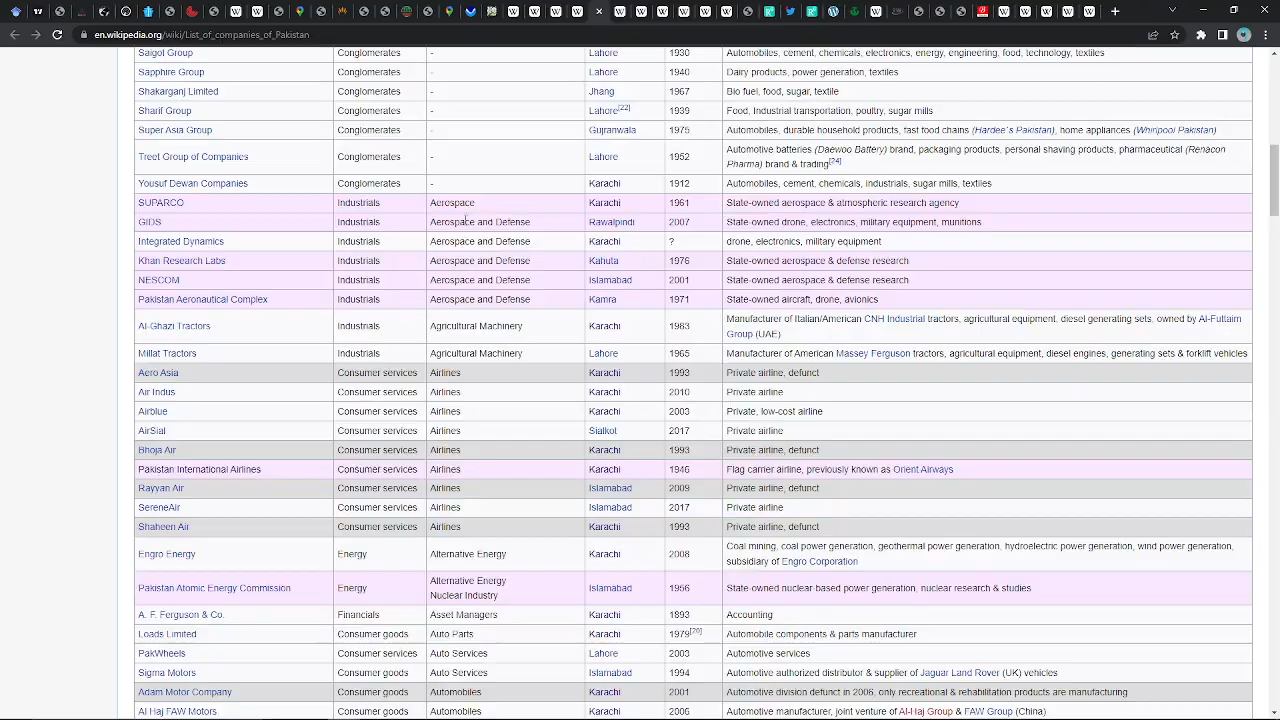 en.wikipedia.org/wiki/List_of_companies_of_Pakistan
Saigol Group Conglomerates - Lahore 1930 Automobiles, cement, chemicals, electronics, energy, engineering, food, technology, textiles
Sapphire Group Conglomerates - Lahore 1940 Dairy products, power generation, textiles
Shakarganj Limited Conglomerates - Jhang 1967 Bio fuel, food, sugar, textile
Sharif Group Conglomerates - Lahore[22] 1939 Food, Industrial transportation, poultry, sugar mills
Super Asia Group Conglomerates - Gujranwala 1975 Automobiles, durable household products, fast food chains (Hardee's Pakistan), home appliances (Whirlpool Pakistan)
Treet Group of Companies Conglomerates - Lahore 1952 Automotive batteries (Daewoo Battery) brand, packaging products, personal shaving products, pharmaceutical (Renacon
Pharma) brand & trading[24]
Yousuf Dewan Companies Conglomerates - Karachi 1912 Automobiles, cement, chemicals, industrials, sugar mills, textiles
SUPARCO Industrials Aerospace Karachi 1961 State-owned aerospace & atmospheric research agency
GIDS Industrials Aerospace and Defense Rawalpindi 2007 State-owned drone, electronics, military equipment, munitions
Integrated Dynamics Industrials Aerospace and Defense Karachi ? drone, electronics, military equipment
Khan Research Labs Industrials Aerospace and Defense Kahuta 1976 State-owned aerospace & defense research
NESCOM Industrials Aerospace and Defense Islamabad 2001 State-owned aerospace & defense research
Pakistan Aeronautical Complex Industrials Aerospace and Defense Kamra 1971 State-owned aircraft, drone, avionics
Al-Ghazi Tractors Industrials Agricultural Machinery Karachi 1983 Manufacturer of Italian/American CNH Industrial tractors, agricultural equipment, diesel generating sets, owned by Al-Futtaim
Group (UAE)
Millat Tractors Industrials Agricultural Machinery Lahore 1965 Manufacturer of American Massey Ferguson tractors, agricultural equipment, diesel engines, generating sets & forklift vehicles
Aero Asia Consumer services Airlines Karachi 1993 Private airline, defunct
Air Indus Consumer services Airlines Karachi 2010 Private airline
Airblue Consumer services Airlines Karachi 2003 Private, low-cost airline
AirSial Consumer services Airlines Sialkot 2017 Private airline
Bhoja Air Consumer services Airlines Karachi 1993 Private airline, defunct
Pakistan International Airlines Consumer services Airlines Karachi 1946 Flag carrier airline, previously known as Orient Airways
Rayyan Air Consumer services Airlines Islamabad 2009 Private airline, defunct
SereneAir Consumer services Airlines Islamabad 2017 Private airline
Shaheen Air Consumer services Airlines Karachi 1993 Private airline, defunct
Engro Energy Energy Alternative Energy Karachi 2008 Coal mining, coal power generation, geothermal power generation, hydroelectric power generation, wind power generation,
subsidiary of Engro Corporation
Pakistan Atomic Energy Commission Energy Alternative Energy Islamabad 1956 State-owned nuclear-based power generation, nuclear research & studies
Nuclear Industry
A. F. Ferguson & Co. Financials Asset Managers Karachi 1893 Accounting
Loads Limited Consumer goods Auto Parts Karachi 1979[20] Automobile components & parts manufacturer
PakWheels Consumer goods Auto Services Lahore 2003 Automotive services
Sigma Motors Consumer goods Auto Services Islamabad 1994 Automotive authorized distributor & supplier of Jaguar Land Rover (UK) vehicles
Adam Motor Company Consumer goods Automobiles Karachi 2001 Automotive division defunct in 2006, only recreational & rehabilitation products are manufacturing
Al Haj FAW Motors. Consumer goods Automobiles Karachi 2006 Automotive manufacturer, joint venture of Al-Haj Group & FAW Group (China)